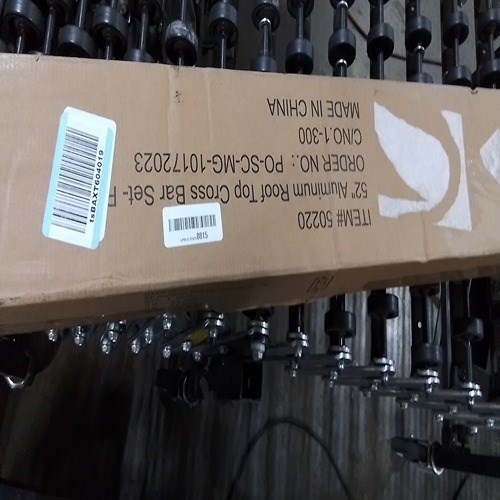 ITEM# 50220
52" Aluminum Roof Top Cross Bar Set- F
ORDER NO.: PO-SC-MG-10172023
C/NO.:1-300
MADE IN CHINA
tsBAXT604019